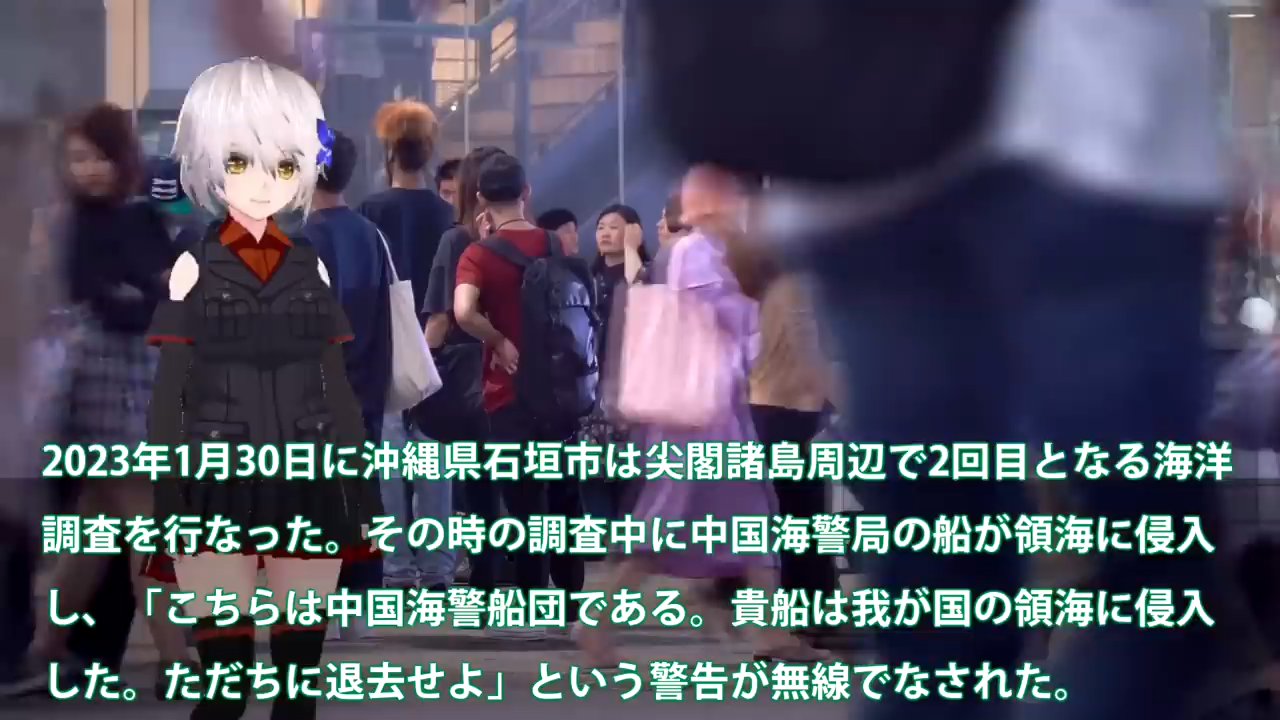 2023年1月30日に沖縄県石垣市は尖閣諸島周辺で2回目となる海洋
調査を行なった。その時の調査中に中国海警局の船が領海に侵入
し、「こちらは中国海警船団である。貴船は我が国の領海に侵入
した。ただちに退去せよ」という警告が無線でなされた。